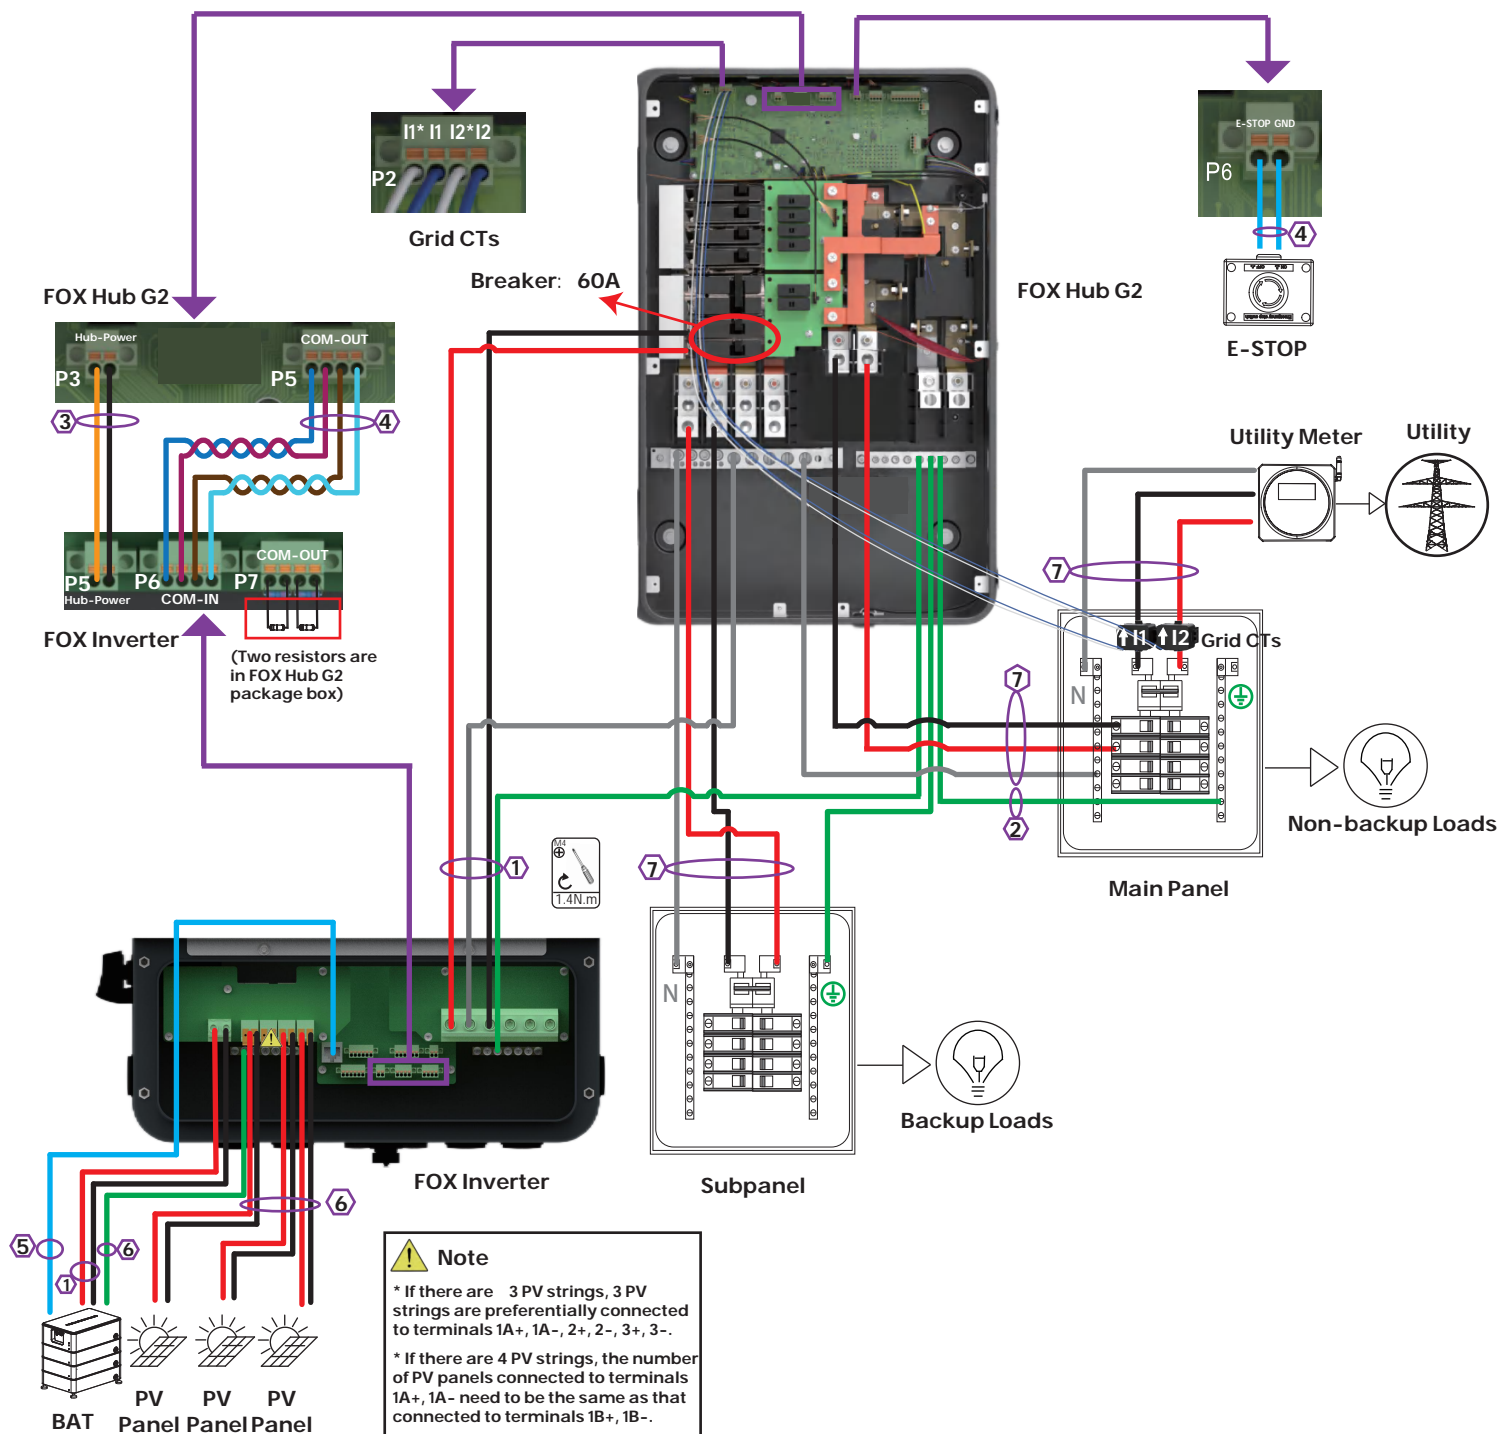 I1* I1 I2* I2
P2
Grid CTs
E-STOP GND
P6
4
E-STOP
Breaker: 60A
FOX Hub G2
FOX Hub G2
Hub-Power
COM-OUT
P3
P5
3
4
COM-OUT
P5
P6
P7
Hub-Power
COM-IN
FOX Inverter
(Two resistors are
in FOX Hub G2
package box)
Utility Meter
Utility
7
I1
I2
Grid CTs
N
7
2
Non-backup Loads
Main Panel
1
M4
1.4N.m
7
N
Backup Loads
Subpanel
FOX Inverter
6
5
1
6
BAT
PV
Panel
PV
Panel
PV
Panel
Note
* If there are 3 PV strings, 3 PV
strings are preferentially connected
to terminals 1A+, 1A-, 2+, 2-, 3+, 3-.
* If there are 4 PV strings, the number
of PV panels connected to terminals
1A+, 1A- need to be the same as that
connected to terminals 1B+, 1B-.